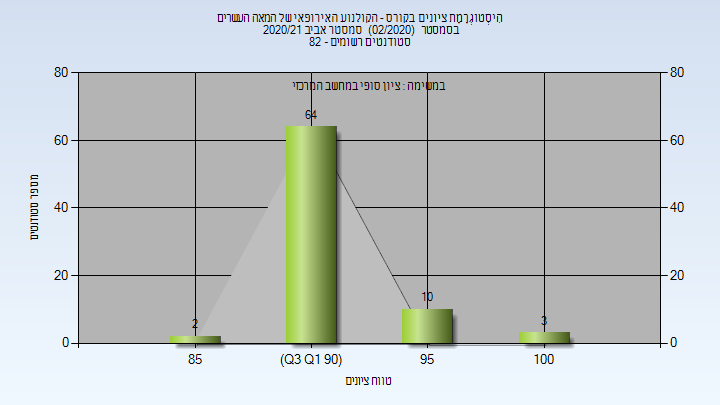 היסטוגרמת ציונים בקורס - הקולנוע האירופאי של המאה העשרים
בסמסטר (02/2020) סמסטר אביב 2020/21
סטודנטים רשומים - 82
במשימה : ציון סופי במחשב המרכזי
80
80
64
60
60
מספר סטודנטים
40
40
20
20
2
10
3
0
0
85
(Q3 Q1 90)
95
100
טווח ציונים